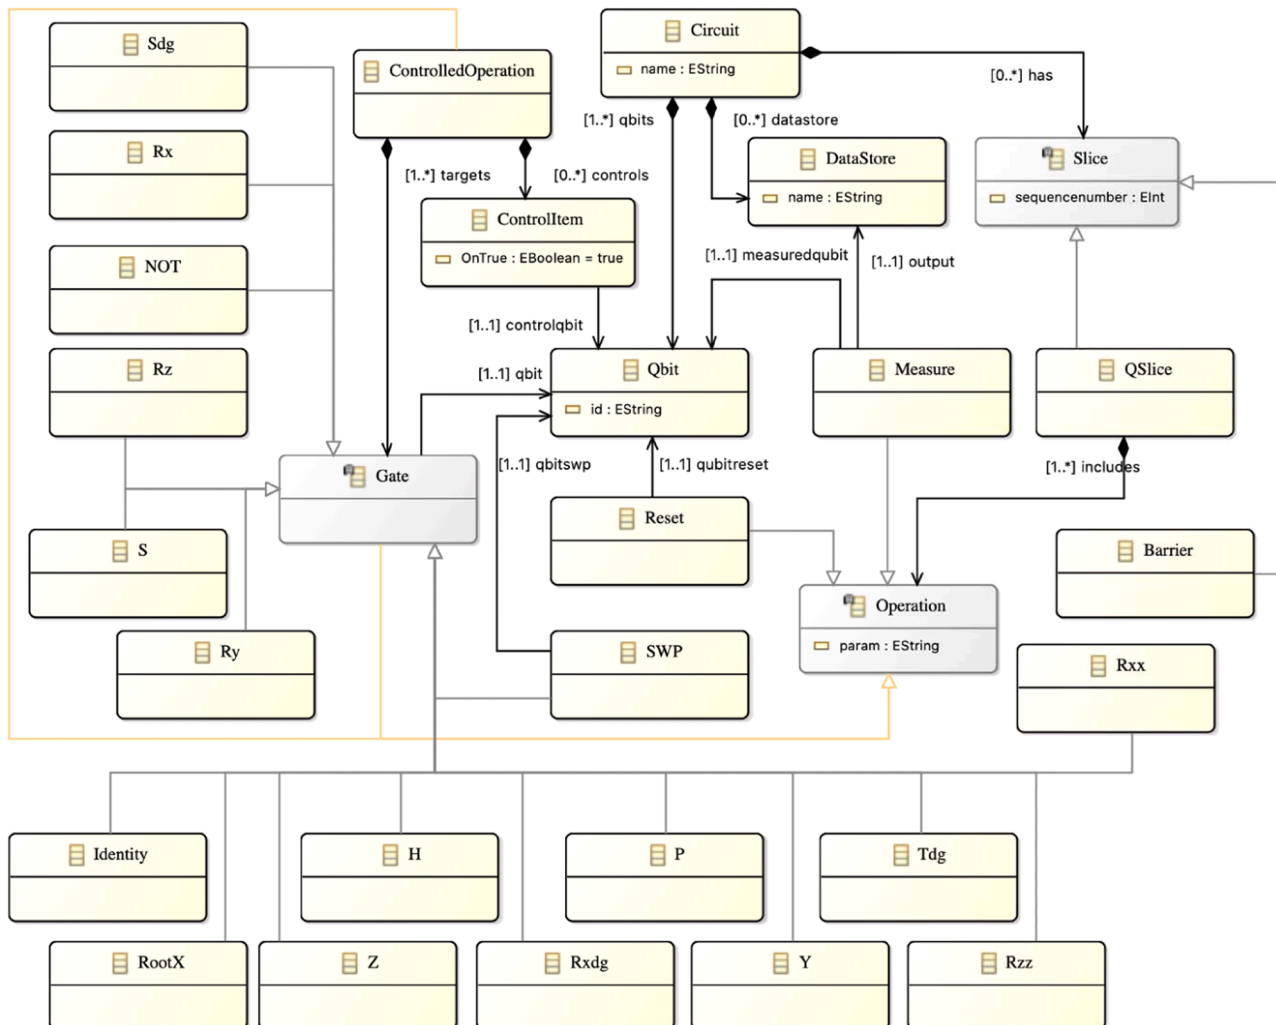 Sdg
ControlledOperation
Circuit
name : EString
[0..*] has
[1..*] qbits
[0..*] datastore
Rx
[1..*] targets
[0..*] controls
DataStore
name : EString
Slice
sequencenumber : EInt
ControlItem
OnTrue : EBoolean = true
NOT
[1..1] measuredqubit
[1..1] output
[1..1] controlqbit
Rz
[1..1] qbit
Qbit
id : EString
Measure
QSlice
Gate
[1..1] qbitswp
[1..1] qubitreset
[1..*] includes
S
Reset
Barrier
Operation
param : EString
Ry
SWP
Rxx
Identity
H
P
Tdg
RootX
Z
Rxdg
Y
Rzz